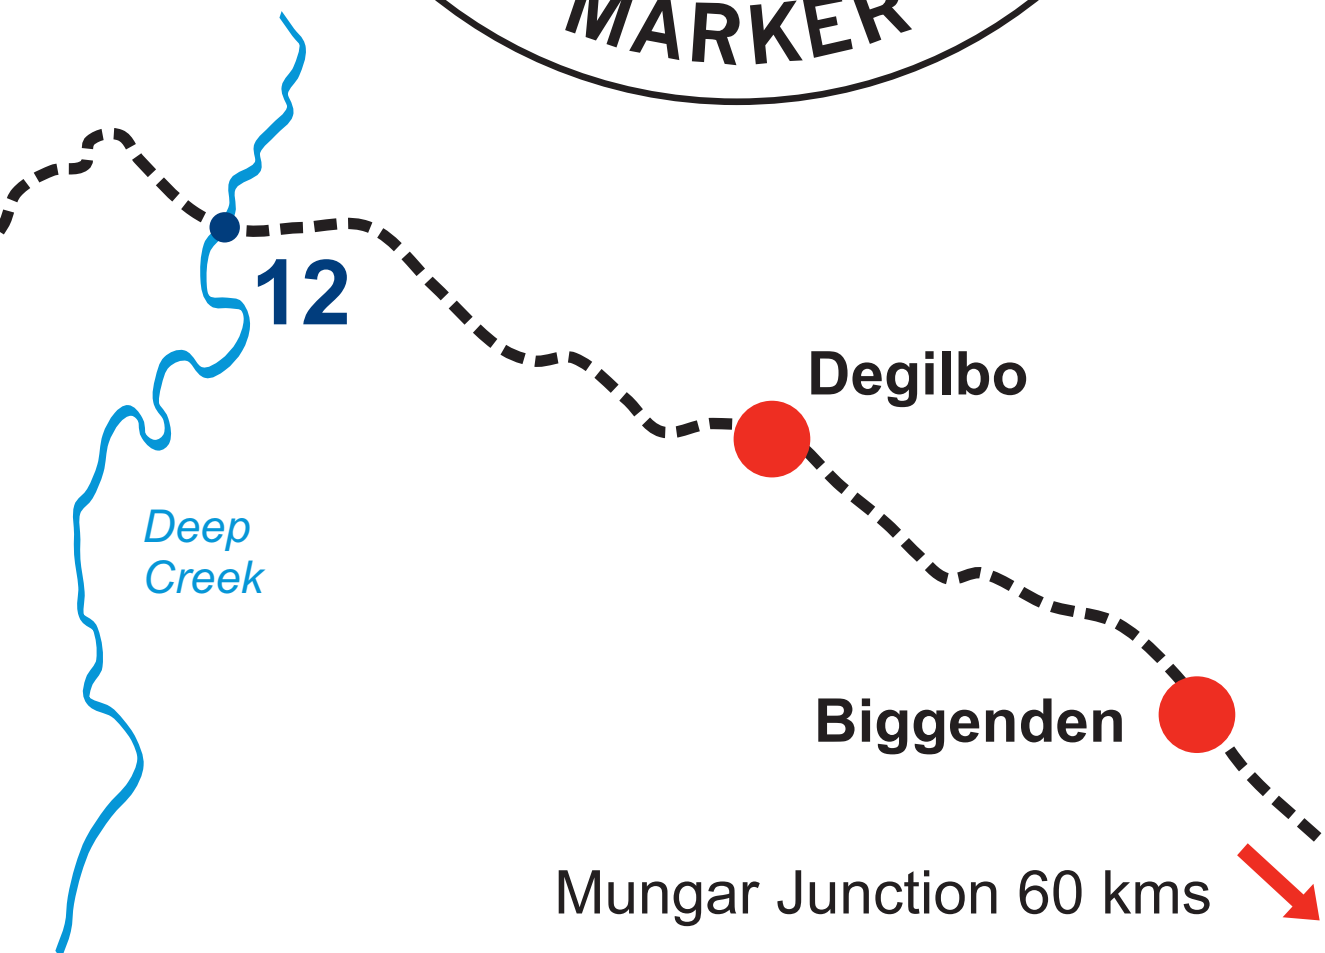 MARKER
12
Degilbo
Deep
Creek
Biggenden
Mungar Junction 60 kms